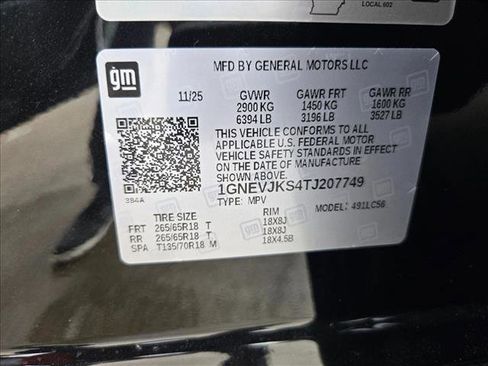 LOCAL 602
gm
MFD BY GENERAL MOTORS LLC
11/25 GVWR GAWR FRT GAWR RR
2900 KG 1450 KG 1600 KG
6394 LB 3196 LB 3527 LB
THIS VEHICLE CONFORMS TO ALL
APPLICABLE U.S. FEDERAL MOTOR
VEHICLE SAFETY STANDARDS IN EFFECT
ON THE DATE OF MANUFACTURE
SHOWN ABOVE.
1GNEVJKS4TJ207749
TYPE: MPV MODEL: 491LC56
384A
TIRE SIZE RIM
FRT 265/65R18 T 18X8J
RR 265/65R18 T 18X8J
SPA T135/70R18 M 18X4.5B